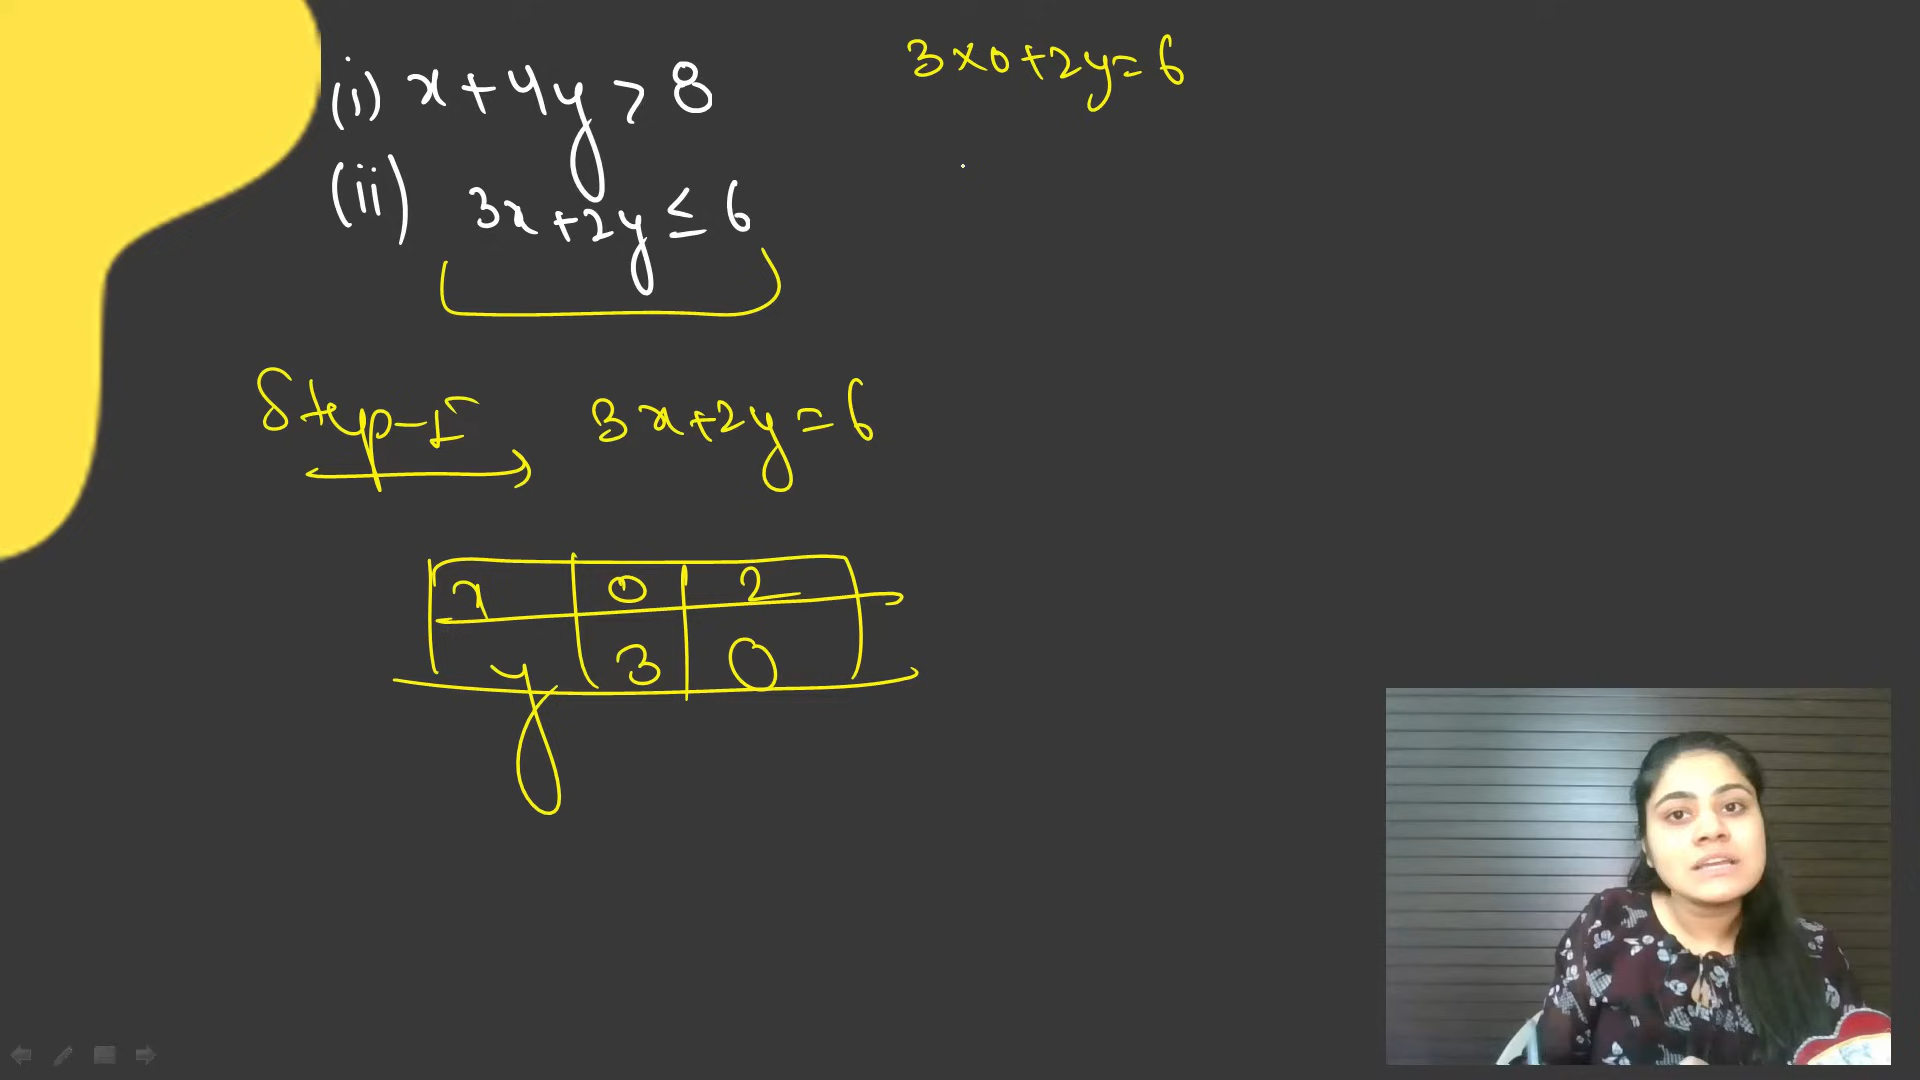 (i) x+4y > 8
(ii) 3x+2y ≤ 6
3×0+2y=6
Step-I 3x+2y=6
x 0 2
y 3 0